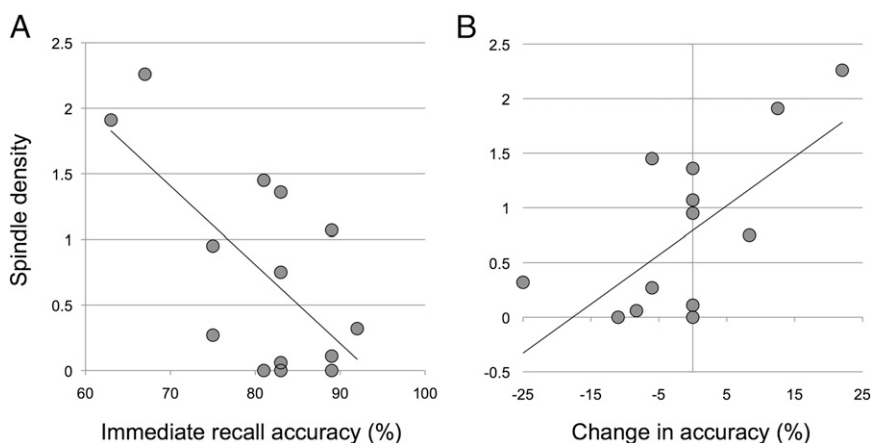 A
2.5
2
1.5
1
0.5
0
60 70 80 90 100
Spindle density
Immediate recall accuracy (%)
B
2.5
2
1.5
1
0.5
0
-0.5
-25 -15 -5 5 15 25
Change in accuracy (%)